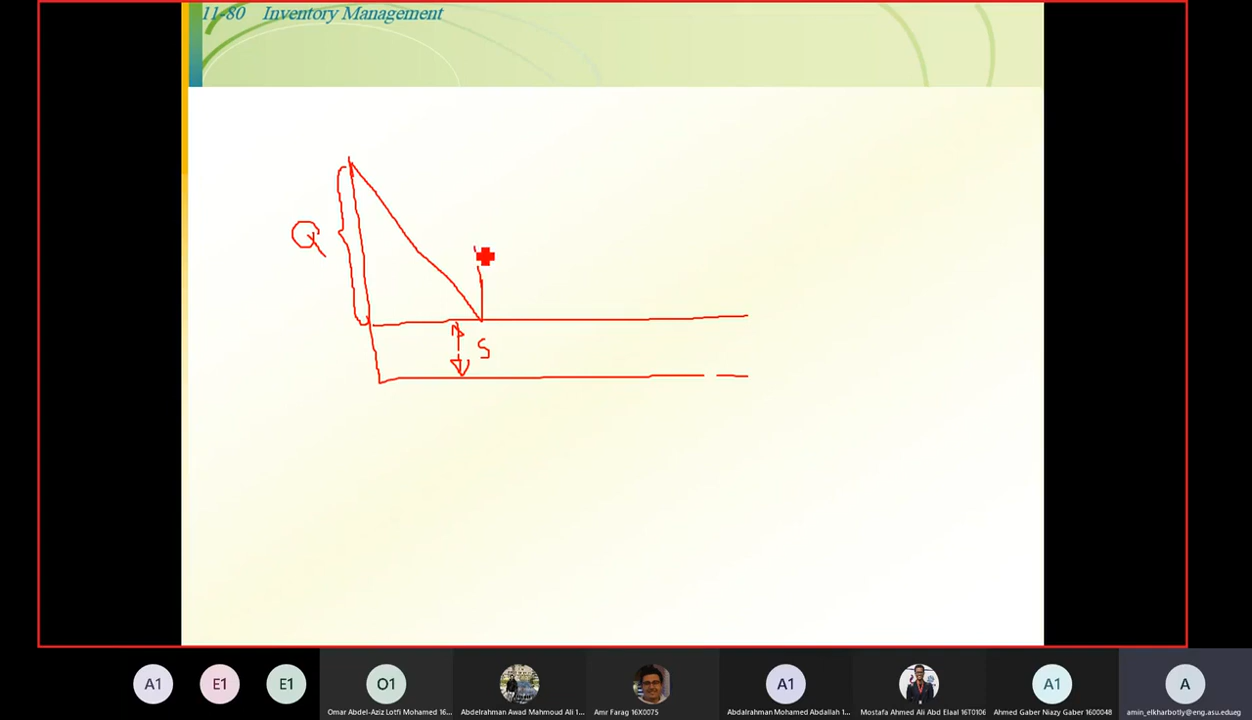 11-80 Inventory Management
Q
S
A1
E1
E1
O1
A1
A1
A
Omar Abdel-Aziz Lotfi Mohamed 16...
Abdelrahman Awad Mahmoud Ali 1...
Amr Farag 16X0075
Abdalrahman Mohamed Abdallah 1...
Mostafa Ahmed Ali Abd Elaal 16T0106
Ahmed Gaber Niazy Gaber 1600048
amin_elkharbotly@eng.asu.edu.eg